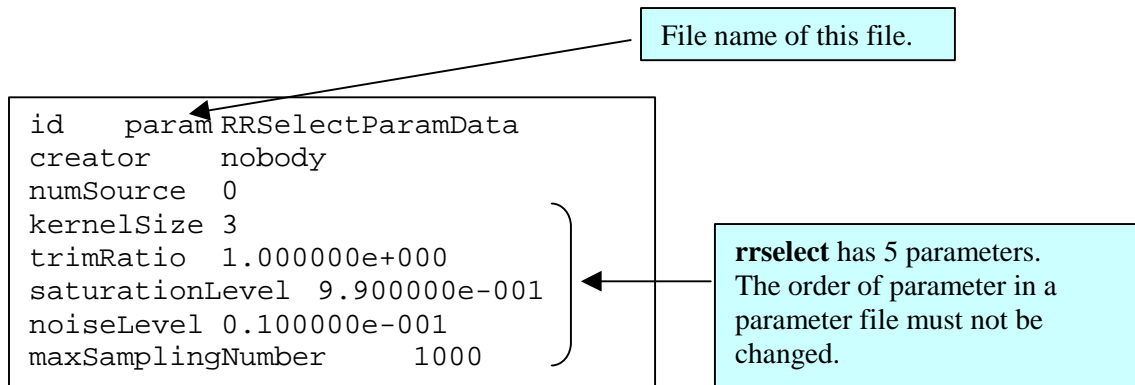 File name of this file.
id param RRSelectParamData
creator nobody
numSource 0
kernelSize 3
trimRatio 1.000000e+000
saturationLevel 9.900000e-001
noiseLevel 0.100000e-001
maxSamplingNumber 1000
rrselect has 5 parameters.
The order of parameter in a
parameter file must not be
changed.